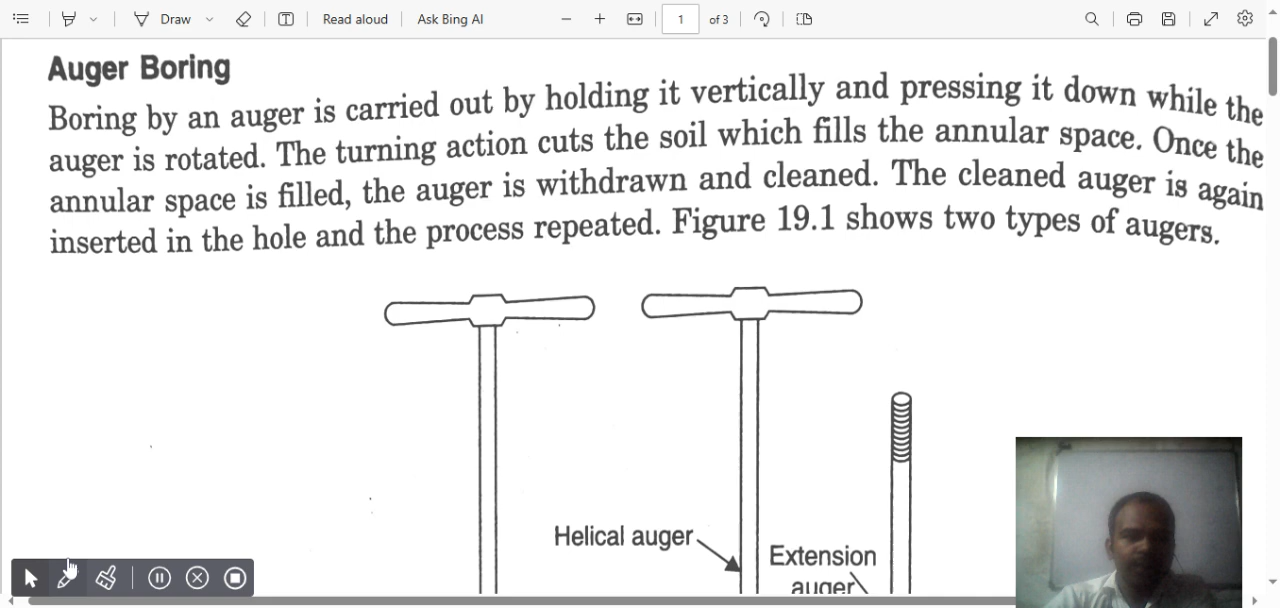 Draw
Read aloud
Ask Bing AI
1
of 3
Auger Boring
Boring by an auger is carried out by holding it vertically and pressing it down while the
auger is rotated. The turning action cuts the soil which fills the annular space. Once the
annular space is filled, the auger is withdrawn and cleaned. The cleaned auger is again
inserted in the hole and the process repeated. Figure 19.1 shows two types of augers.
Helical auger
Extension
auger